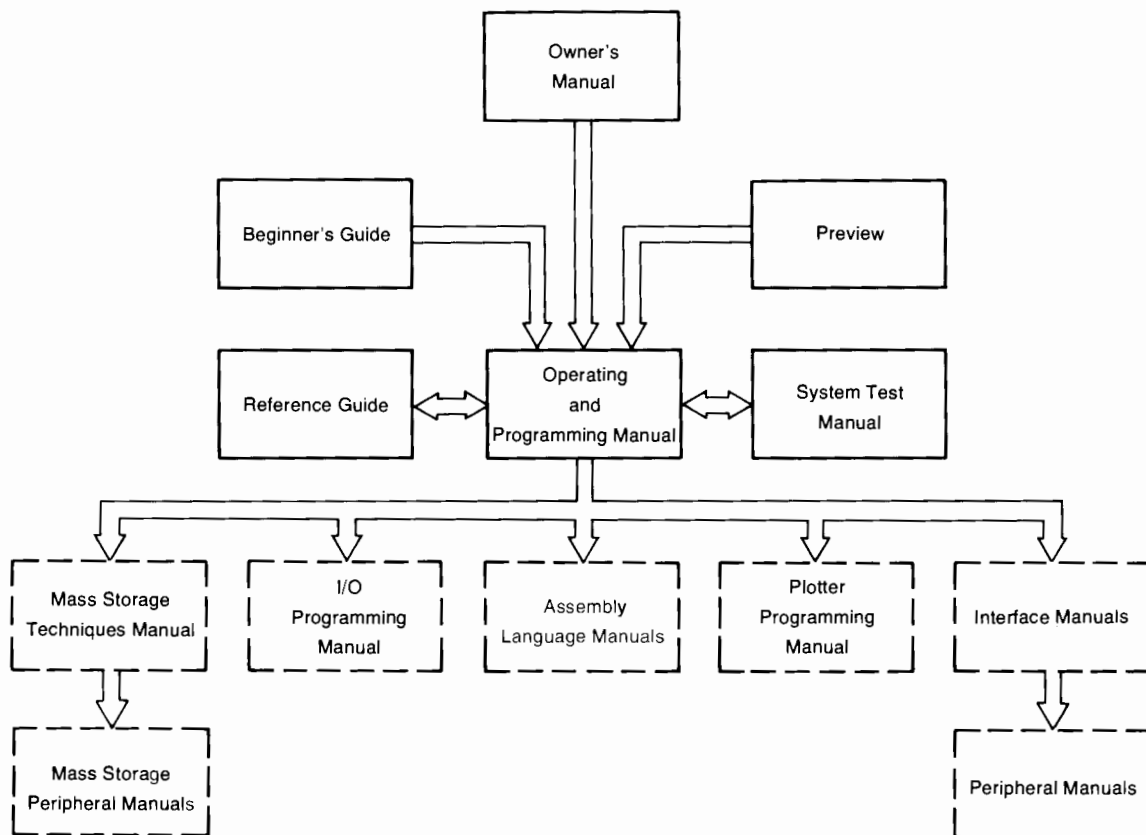 Owner's
Manual
Beginner's Guide
Preview
Reference Guide
Operating
and
Programming Manual
System Test
Manual
Mass Storage
Techniques Manual
I/O
Programming
Manual
Assembly
Language Manuals
Plotter
Programming
Manual
Interface Manuals
Mass Storage
Peripheral Manuals
Peripheral Manuals